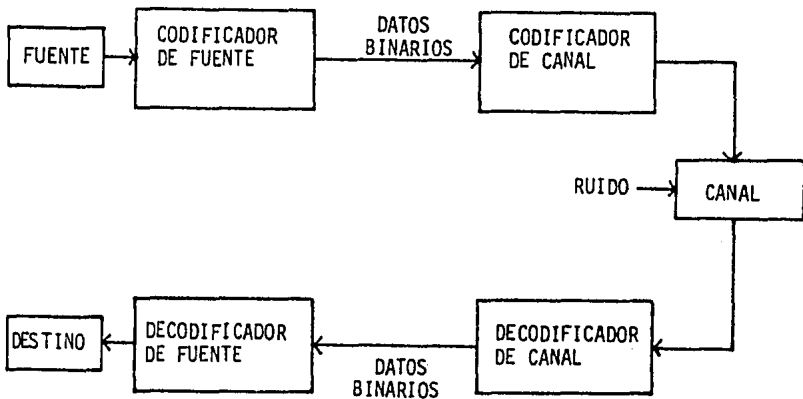 FUENTE
CODIFICADOR
DE FUENTE
DATOS
BINARIOS
CODIFICADOR
DE CANAL
RUIDO
CANAL
DECODIFICADOR
DE CANAL
DATOS
BINARIOS
DECODIFICADOR
DE FUENTE
DESTINO